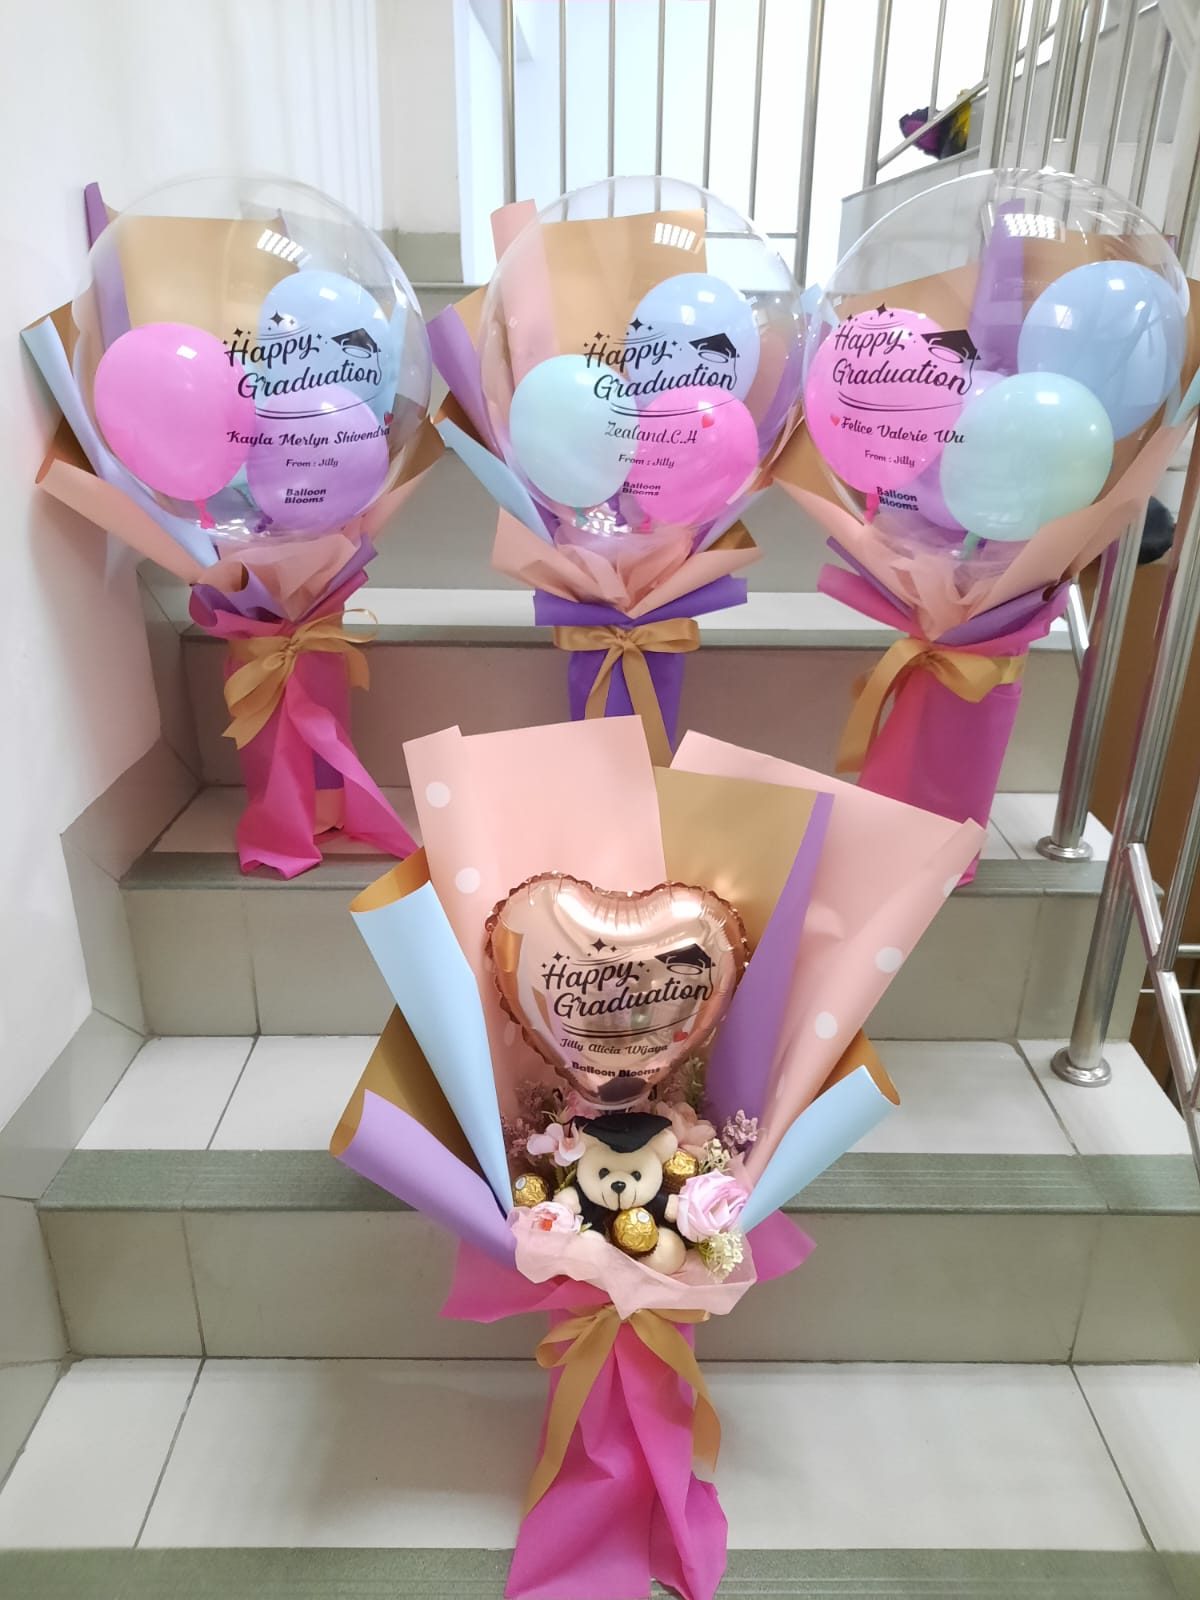 Happy
Graduation
Kayla Merlyn Shivendra
From : Jilly
Balloon
Blooms
Happy
Graduation
Zealand.C.H
From : Jilly
Balloon
Blooms
Happy
Graduation
Felice Valerie Wu
From : Jilly
Balloon
Blooms
Happy
Graduation
Jilly Alicia Wijaya
Balloon Blooms